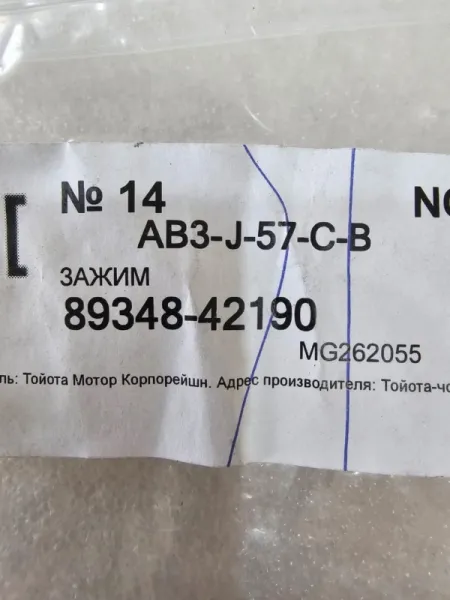 № 14
AB3-J-57-C-B
ЗАЖИМ
89348-42190
MG262055
Тойота Мотор Корпорейшн. Адрес производителя: